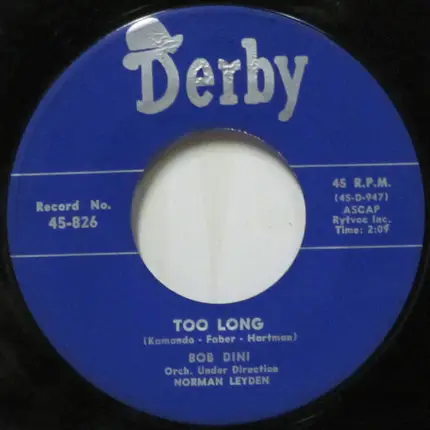 Derby
Record No.
45-826
45 R.P.M.
(45-D-947)
ASCAP
Rytvoc Inc.
Time: 2:09
TOO LONG
(Kamando - Faber - Hartman)
BOB DINI
Orch. Under Direction
NORMAN LEYDEN